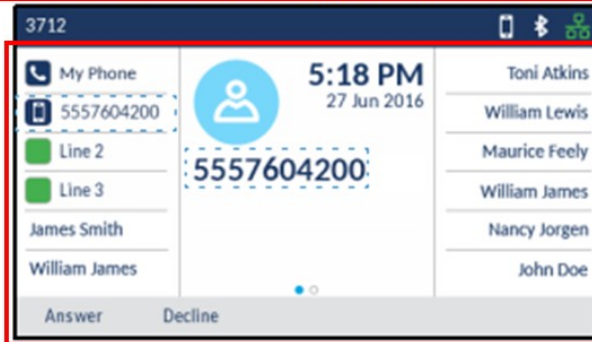 3712
My Phone
5557604200
Line 2
Line 3
James Smith
William James
5:18 PM
27 Jun 2016
5557604200
Toni Atkins
William Lewis
Maurice Feely
William James
Nancy Jorgen
John Doe
Answer Decline